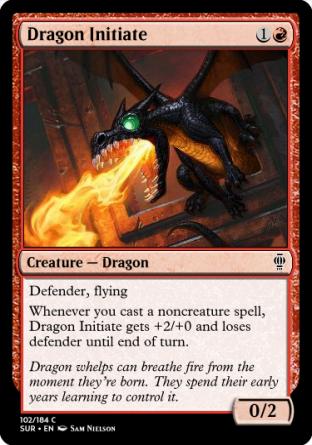 Dragon Initiate 1
Creature — Dragon
Defender, flying
Whenever you cast a noncreature spell,
Dragon Initiate gets +2/+0 and loses
defender until end of turn.
Dragon whelps can breathe fire from the
moment they're born. They spend their early
years learning to control it.
0/2
102/184 C
SUR • EN Sam Nielson